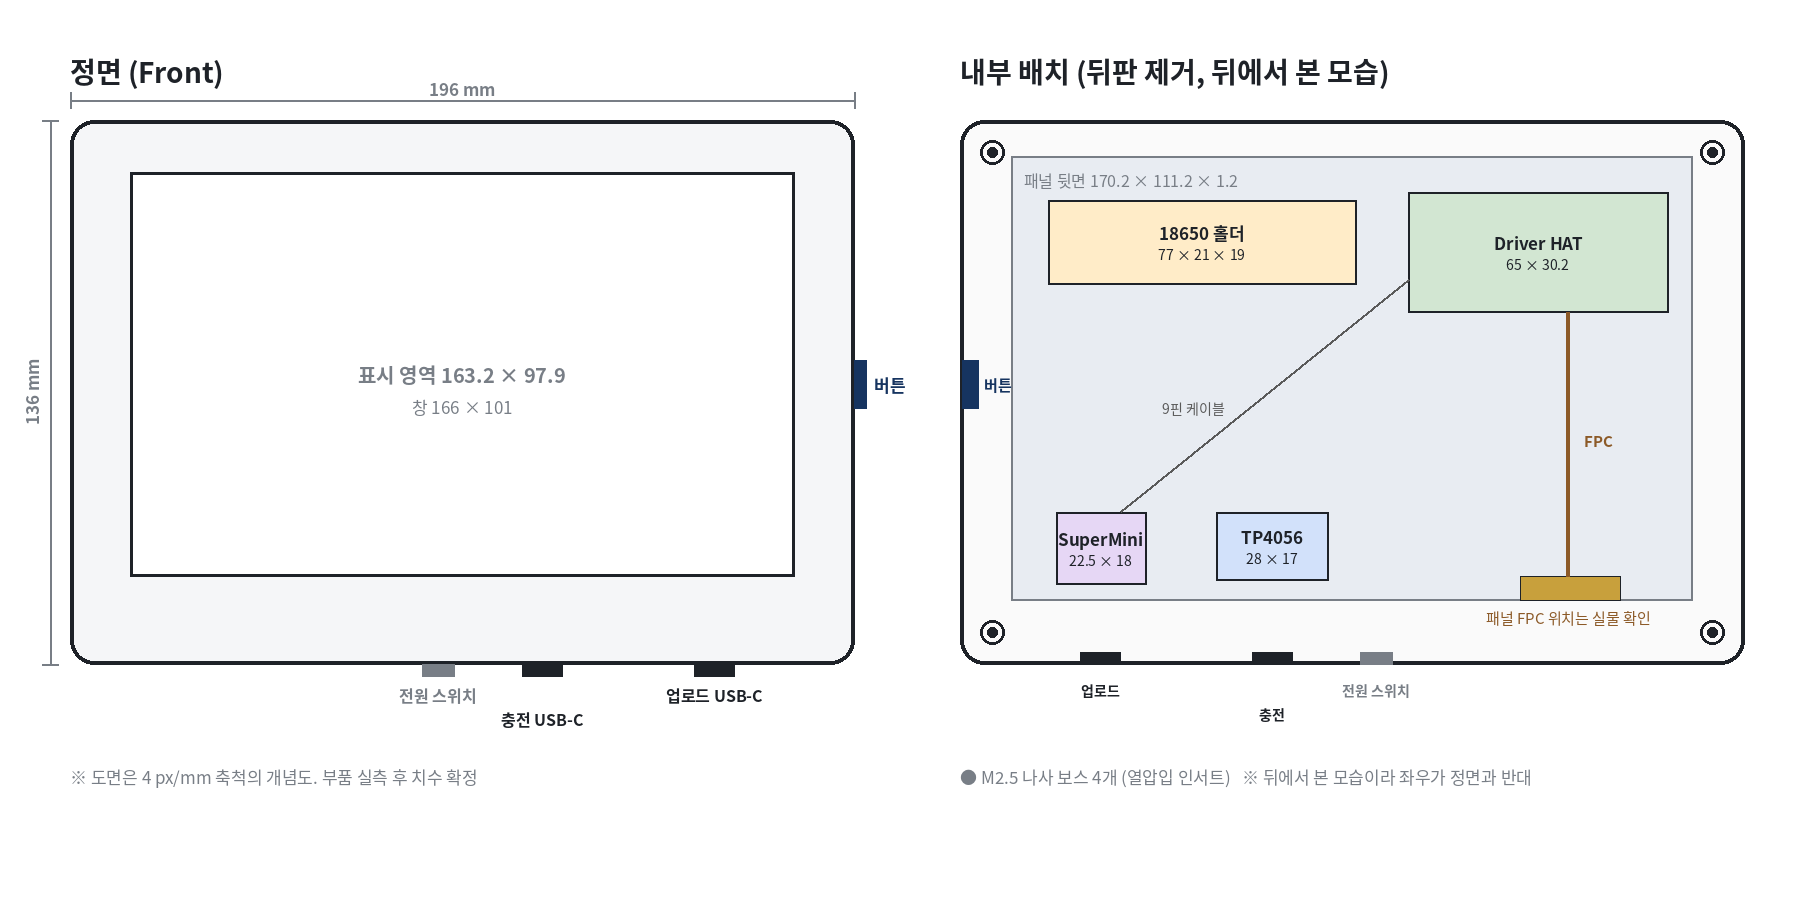 정면 (Front)
196 mm
136 mm
표시 영역 163.2 × 97.9
창 166 × 101
버튼
전원 스위치
충전 USB-C
업로드 USB-C
※ 도면은 4 px/mm 축척의 개념도. 부품 실측 후 치수 확정
내부 배치 (뒤판 제거, 뒤에서 본 모습)
패널 뒷면 170.2 × 111.2 × 1.2
18650 홀더
77 × 21 × 19
Driver HAT
65 × 30.2
버튼
9핀 케이블
FPC
SuperMini
22.5 × 18
TP4056
28 × 17
패널 FPC 위치는 실물 확인
업로드
충전
전원 스위치
● M2.5 나사 보스 4개 (열압입 인서트) ※ 뒤에서 본 모습이라 좌우가 정면과 반대